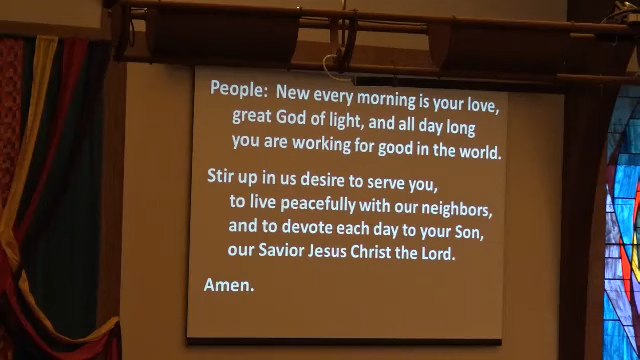 People: New every morning is your love,
great God of light, and all day long
you are working for good in the world.
Stir up in us desire to serve you,
to live peacefully with our neighbors,
and to devote each day to your Son,
our Savior Jesus Christ the Lord.
Amen.